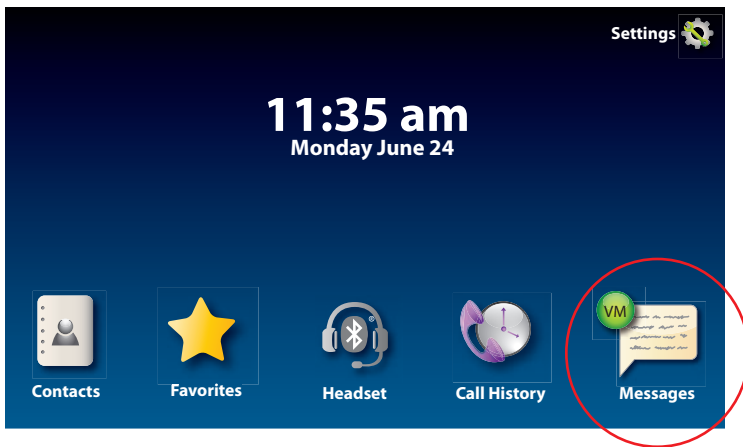 Settings
11:35 am
Monday June 24
VM
Contacts
Favorites
Headset
Call History
Messages